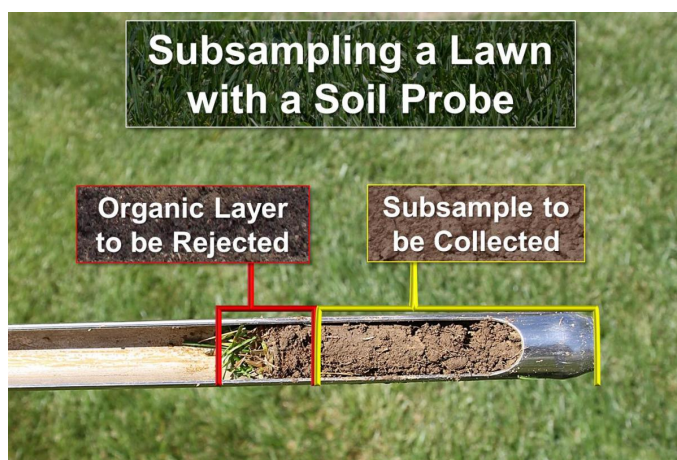 Subsampling a Lawn
with a Soil Probe
Organic Layer
to be Rejected
Subsample to
be Collected